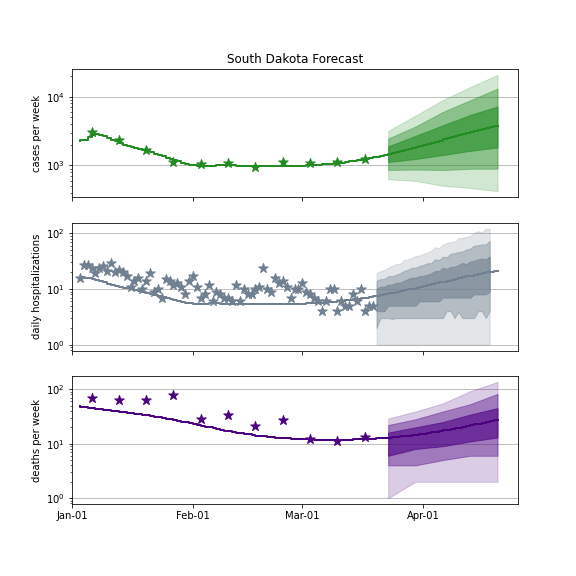 South Dakota Forecast
cases per week
10⁴
10³
daily hospitalizations
10²
10¹
10⁰
deaths per week
10²
10¹
10⁰
Jan-01 Feb-01 Mar-01 Apr-01